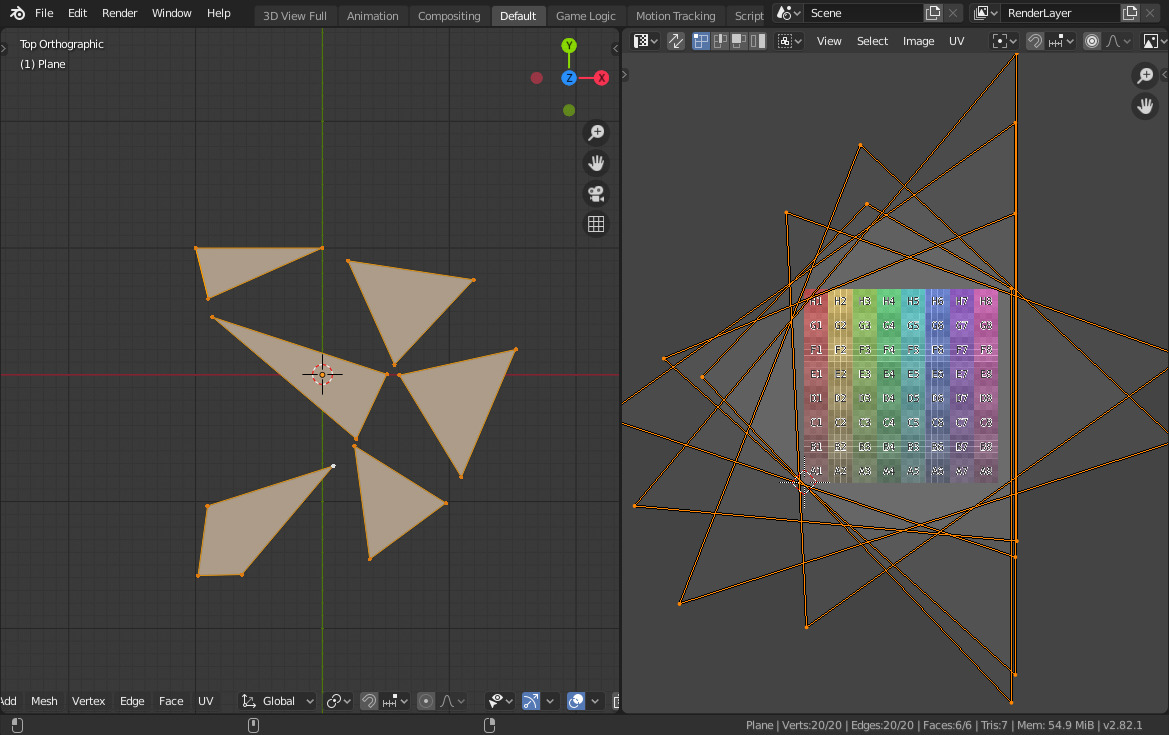 File Edit Render Window Help 3D View Full Animation Compositing Default Game Logic Motion Tracking Script Scene RenderLayer
View Select Image UV
Top Orthographic
(1) Plane
Y
Z X
H1 H2 H3 H4 H5 H6 H7 H8
G1 G2 G3 G4 G5 G6 G7 G8
F1 F2 F3 F4 F5 F6 F7 F8
E1 E2 E3 E4 E5 E6 E7 E8
D1 D2 D3 D4 D5 D6 D7 D8
C1 C2 C3 C4 C5 C6 C7 C8
B1 B2 B3 B4 B5 B6 B7 B8
A1 A2 A3 A4 A5 A6 A7 A8
Add Mesh Vertex Edge Face UV Global
Plane | Verts:20/20 | Edges:20/20 | Faces:6/6 | Tris:7 | Mem: 54.9 MiB | v2.82.1